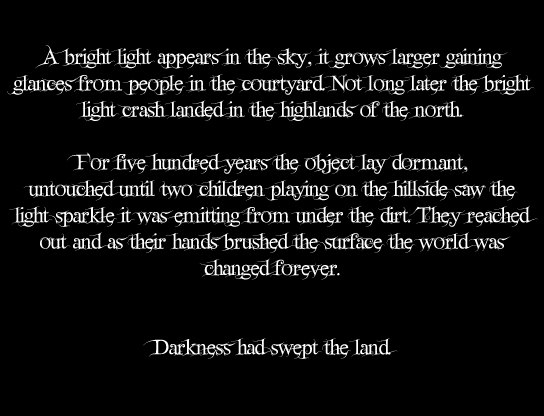 A bright light appears in the sky, it grows larger gaining
glances from people in the courtyard. Not long later the bright
light crash landed in the highlands of the north.
For five hundred years the object lay dormant,
untouched until two children playing on the hillside saw the
light sparkle it was emitting from under the dirt. They reached
out and as their hands brushed the surface the world was
changed forever.
Darkness had swept the land.